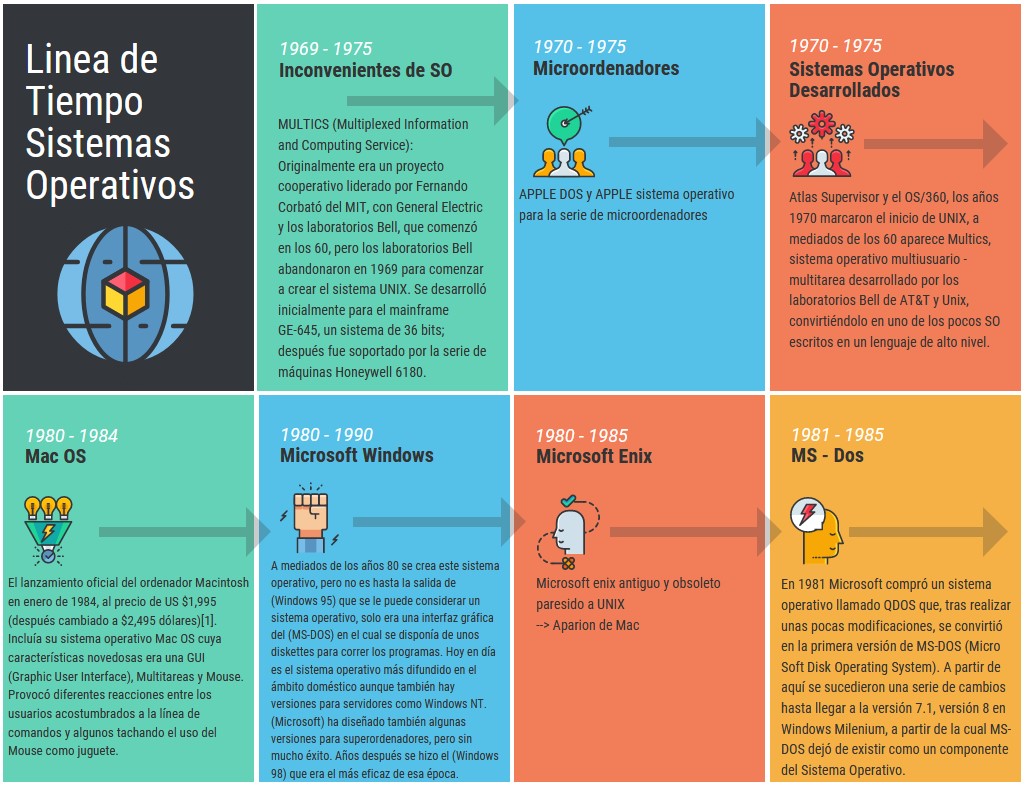 Linea de
Tiempo
Sistemas
Operativos
1969 - 1975
Inconvenientes de SO
MULTICS (Multiplexed Information
and Computing Service):
Originalmente era un proyecto
cooperativo liderado por Fernando
Corbató del MIT, con General Electric
y los laboratorios Bell, que comenzó
en los 60, pero los laboratorios Bell
abandonaron en 1969 para comenzar
a crear el sistema UNIX. Se desarrolló
inicialmente para el mainframe
GE-645, un sistema de 36 bits;
después fue soportado por la serie de
máquinas Honeywell 6180.
1970 - 1975
Microordenadores
APPLE DOS y APPLE sistema operativo
para la serie de microordenadores
1970 - 1975
Sistemas Operativos
Desarrollados
Atlas Supervisor y el OS/360, los años
1970 marcaron el inicio de UNIX, a
mediados de los 60 aparece Multics,
sistema operativo multiusuario -
multitarea desarrollado por los
laboratorios Bell de AT&T y Unix,
convirtiéndolo en uno de los pocos SO
escritos en un lenguaje de alto nivel.
1980 - 1984
Mac OS
El lanzamiento oficial del ordenador Macintosh
en enero de 1984, al precio de US $1,995
(después cambiado a $2,495 dólares)[1].
Incluía su sistema operativo Mac OS cuya
características novedosas era una GUI
(Graphic User Interface), Multitareas y Mouse.
Provocó diferentes reacciones entre los
usuarios acostumbrados a la línea de
comandos y algunos tachando el uso del
Mouse como juguete.
1980 - 1990
Microsoft Windows
A mediados de los años 80 se crea este sistema
operativo, pero no es hasta la salida de
(Windows 95) que se le puede considerar un
sistema operativo, solo era una interfaz gráfica
del (MS-DOS) en el cual se disponía de unos
diskettes para correr los programas. Hoy en día
es el sistema operativo más difundido en el
ámbito doméstico aunque también hay
versiones para servidores como Windows NT.
(Microsoft) ha diseñado también algunas
versiones para superordenadores, pero sin
mucho éxito. Años después se hizo el (Windows
98) que era el más eficaz de esa época.
1980 - 1985
Microsoft Enix
Microsoft enix antiguo y obsoleto
paresido a UNIX
--> Aparion de Mac
1981 - 1985
MS - Dos
En 1981 Microsoft compró un sistema
operativo llamado QDOS que, tras realizar
unas pocas modificaciones, se convirtió
en la primera versión de MS-DOS (Micro
Soft Disk Operating System). A partir de
aquí se sucedieron una serie de cambios
hasta llegar a la versión 7.1, versión 8 en
Windows Milenium, a partir de la cual MS-
DOS dejó de existir como un componente
del Sistema Operativo.